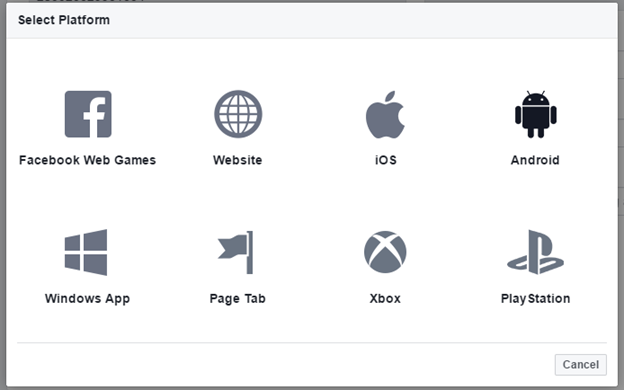 Select Platform
Facebook Web Games
Website
iOS
Android
Windows App
Page Tab
Xbox
PlayStation
Cancel